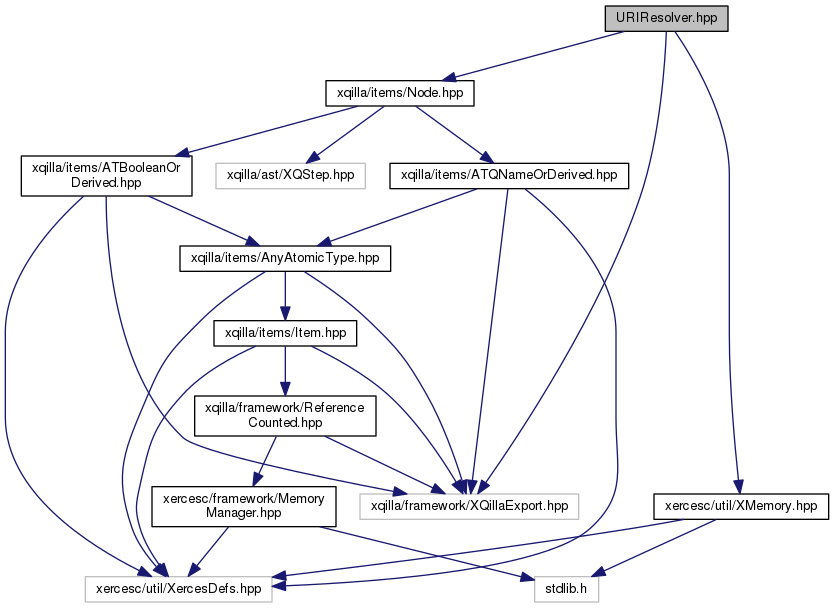 URIResolver.hpp
xqilla/items/Node.hpp
xqilla/items/ATBooleanOr
Derived.hpp
xqilla/ast/XQStep.hpp
xqilla/items/ATQNameOrDerived.hpp
xqilla/items/AnyAtomicType.hpp
xqilla/items/Item.hpp
xqilla/framework/Reference
Counted.hpp
xercesc/framework/Memory
Manager.hpp
xqilla/framework/XQillaExport.hpp
xercesc/util/XMemory.hpp
xercesc/util/XercesDefs.hpp
stdlib.h